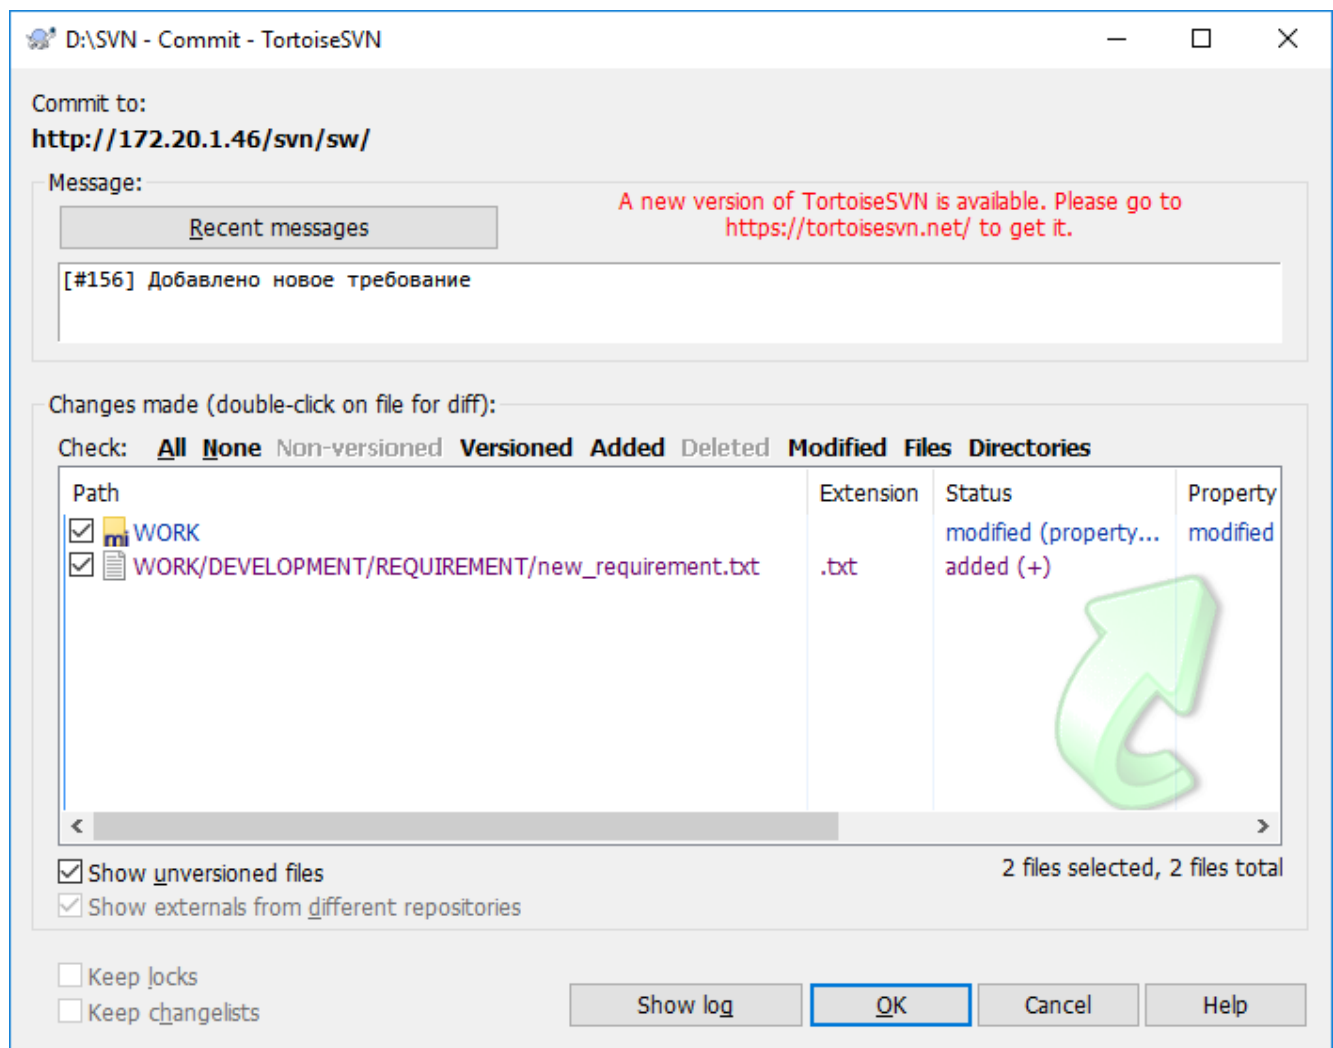 D:\SVN - Commit - TortoiseSVN
Commit to:
http://172.20.1.46/svn/sw/
Message:
A new version of TortoiseSVN is available. Please go to
https://tortoisesvn.net/ to get it.
Recent messages
[#156] Добавлено новое требование
Changes made (double-click on file for diff):
Check: All None Non-versioned Versioned Added Deleted Modified Files Directories
Path Extension Status Property
WORK modified (property... modified
WORK/DEVELOPMENT/REQUIREMENT/new_requirement.txt .txt added (+)
Show unversioned files
2 files selected, 2 files total
Show externals from different repositories
Keep locks
Keep changelists
Show log OK Cancel Help